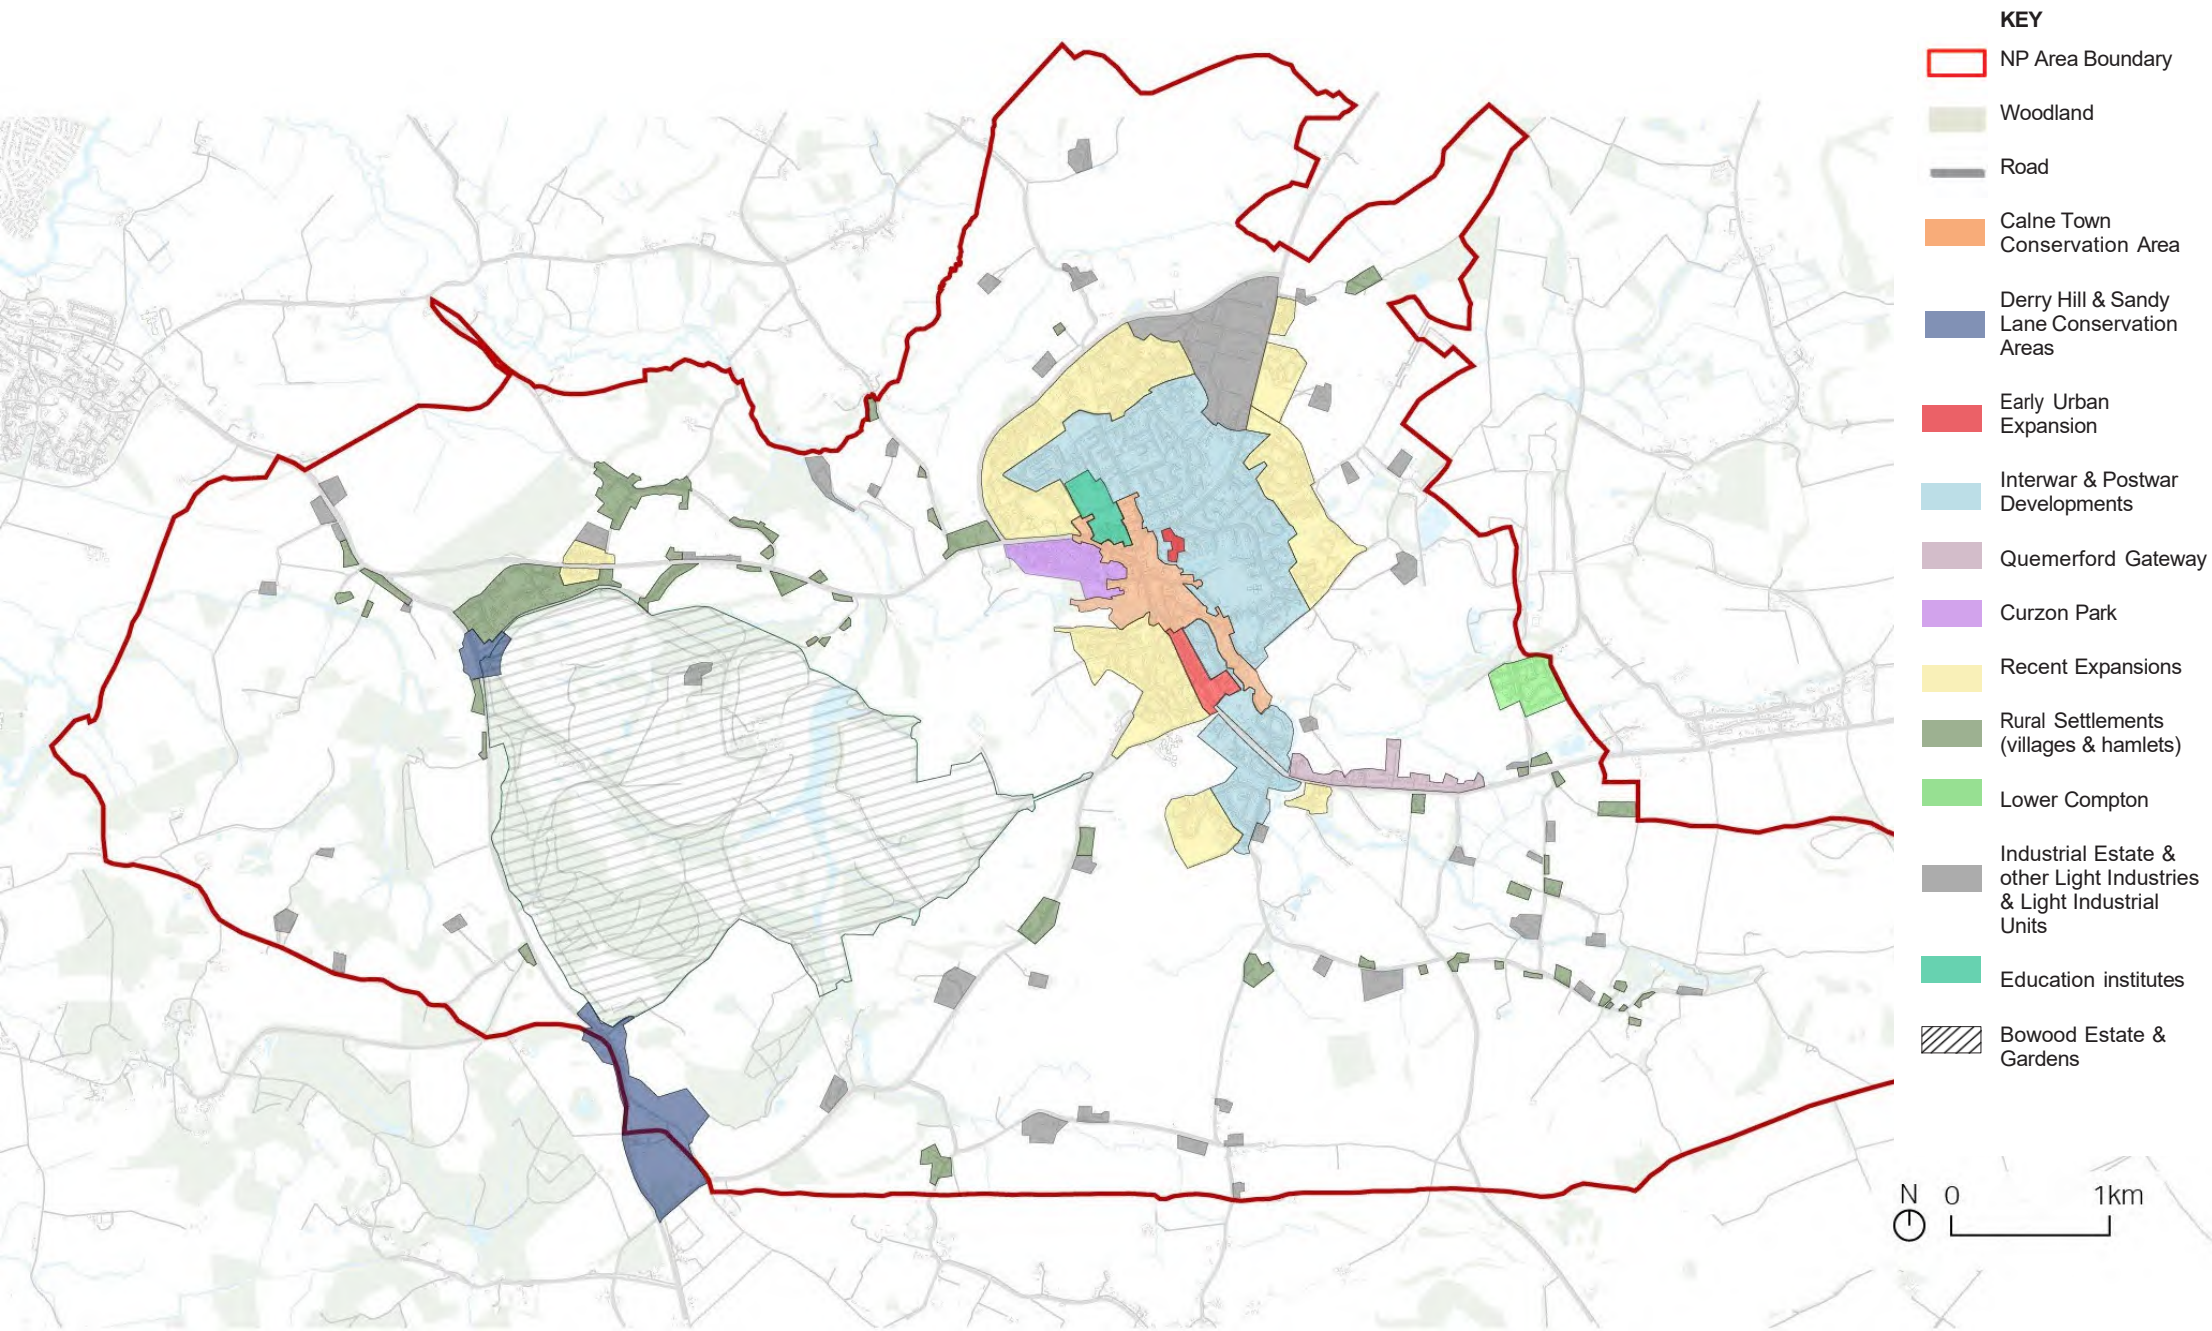 KEY
NP Area Boundary
Woodland
Road
Calne Town
Conservation Area
Derry Hill & Sandy
Lane Conservation
Areas
Early Urban
Expansion
Interwar & Postwar
Developments
Quemerford Gateway
Curzon Park
Recent Expansions
Rural Settlements
(villages & hamlets)
Lower Compton
Industrial Estate &
other Light Industries
& Light Industrial
Units
Education institutes
Bowood Estate &
Gardens
N 0 1km